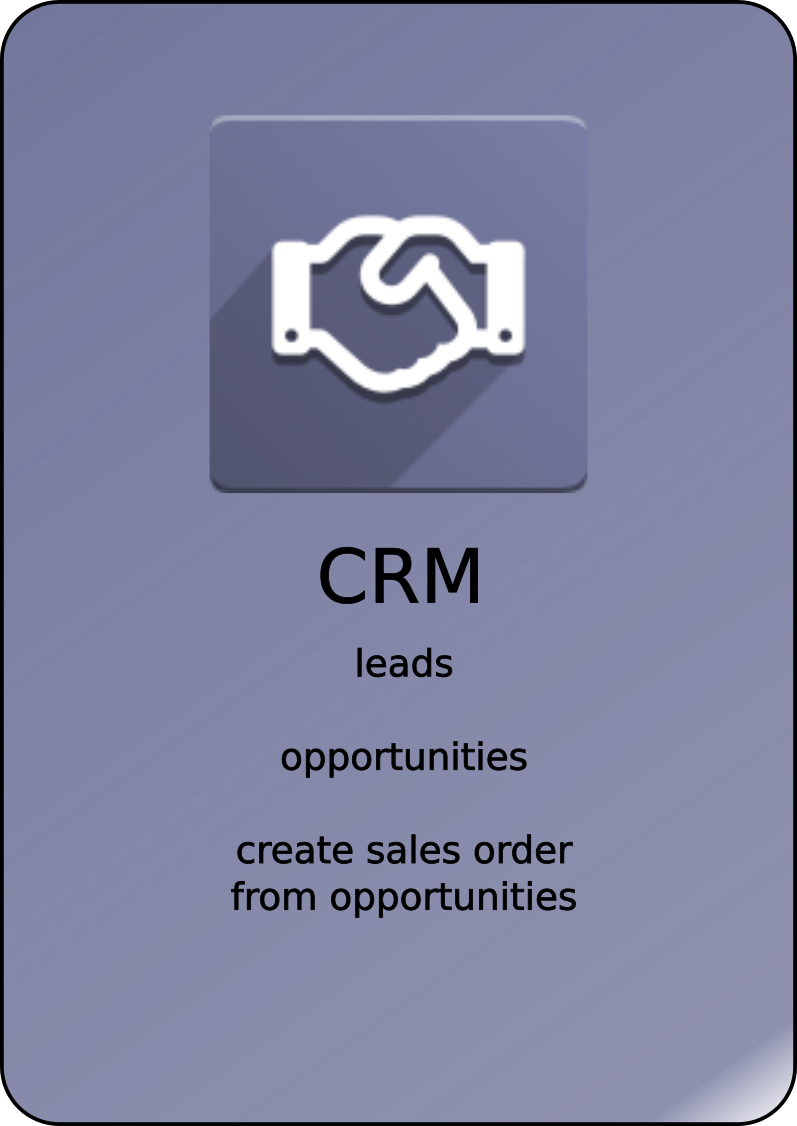 CRM
leads
opportunities
create sales order
from opportunities